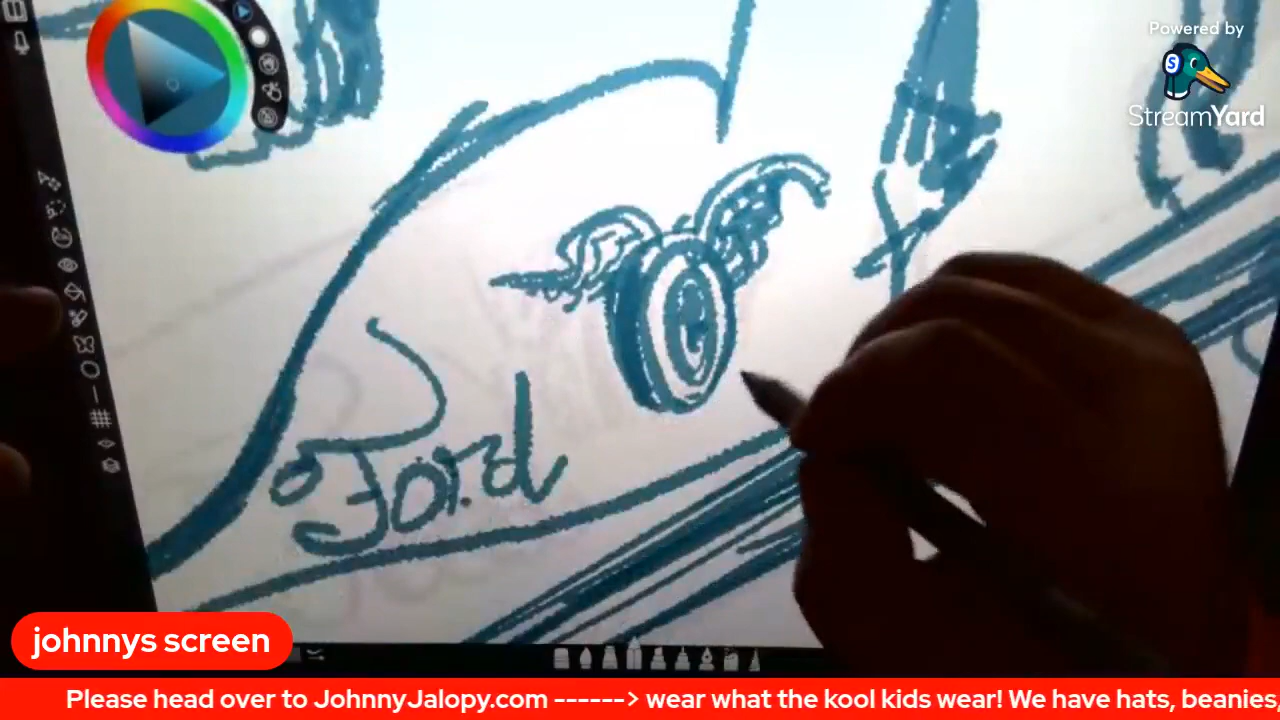 Powered by
StreamYard
Ford
johnnys screen
Please head over to JohnnyJalopy.com ------> wear what the kool kids wear! We have hats, beanies,